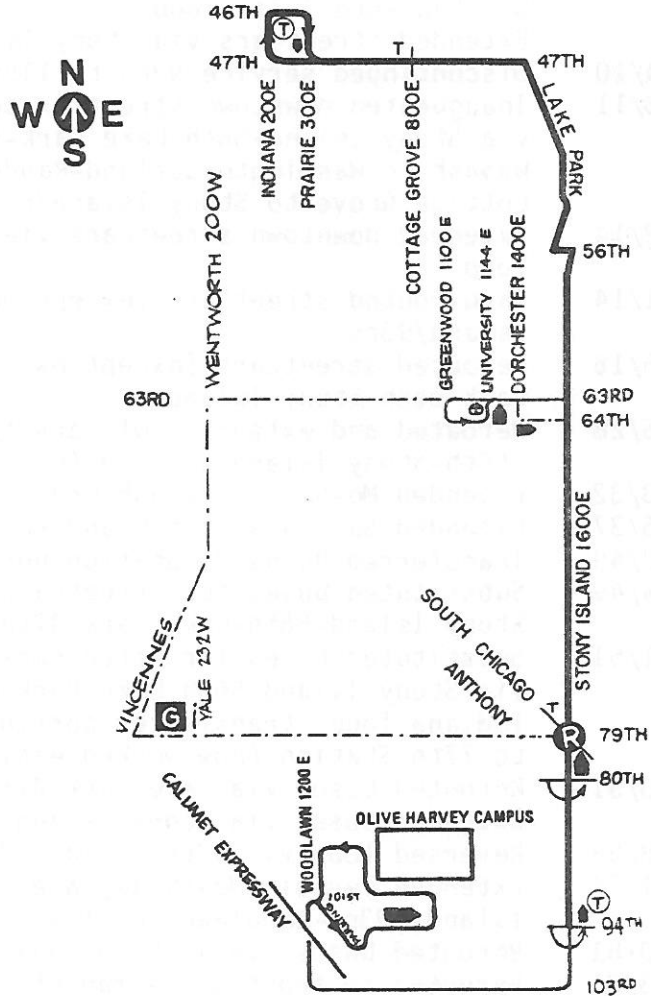 46TH
T
47TH
T
47TH
N
W E
S
LAKE PARK
INDIANA 200E
PRAIRIE 300E
COTTAGE GROVE 800E
56TH
WENTWORTH 200W
GREENWOOD 1100E
UNIVERSITY 1144 E
DORCHESTER 1400E
63RD
63RD
64TH
STONY ISLAND 1600E
SOUTH CHICAGO
ANTHONY
VINCENNES
G
YALE 232W
T
R
79TH
80TH
CALUMET EXPRESSWAY
WOODLAWN 1200 E
OLIVE HARVEY CAMPUS
101ST
PARKING
T
94TH
103RD